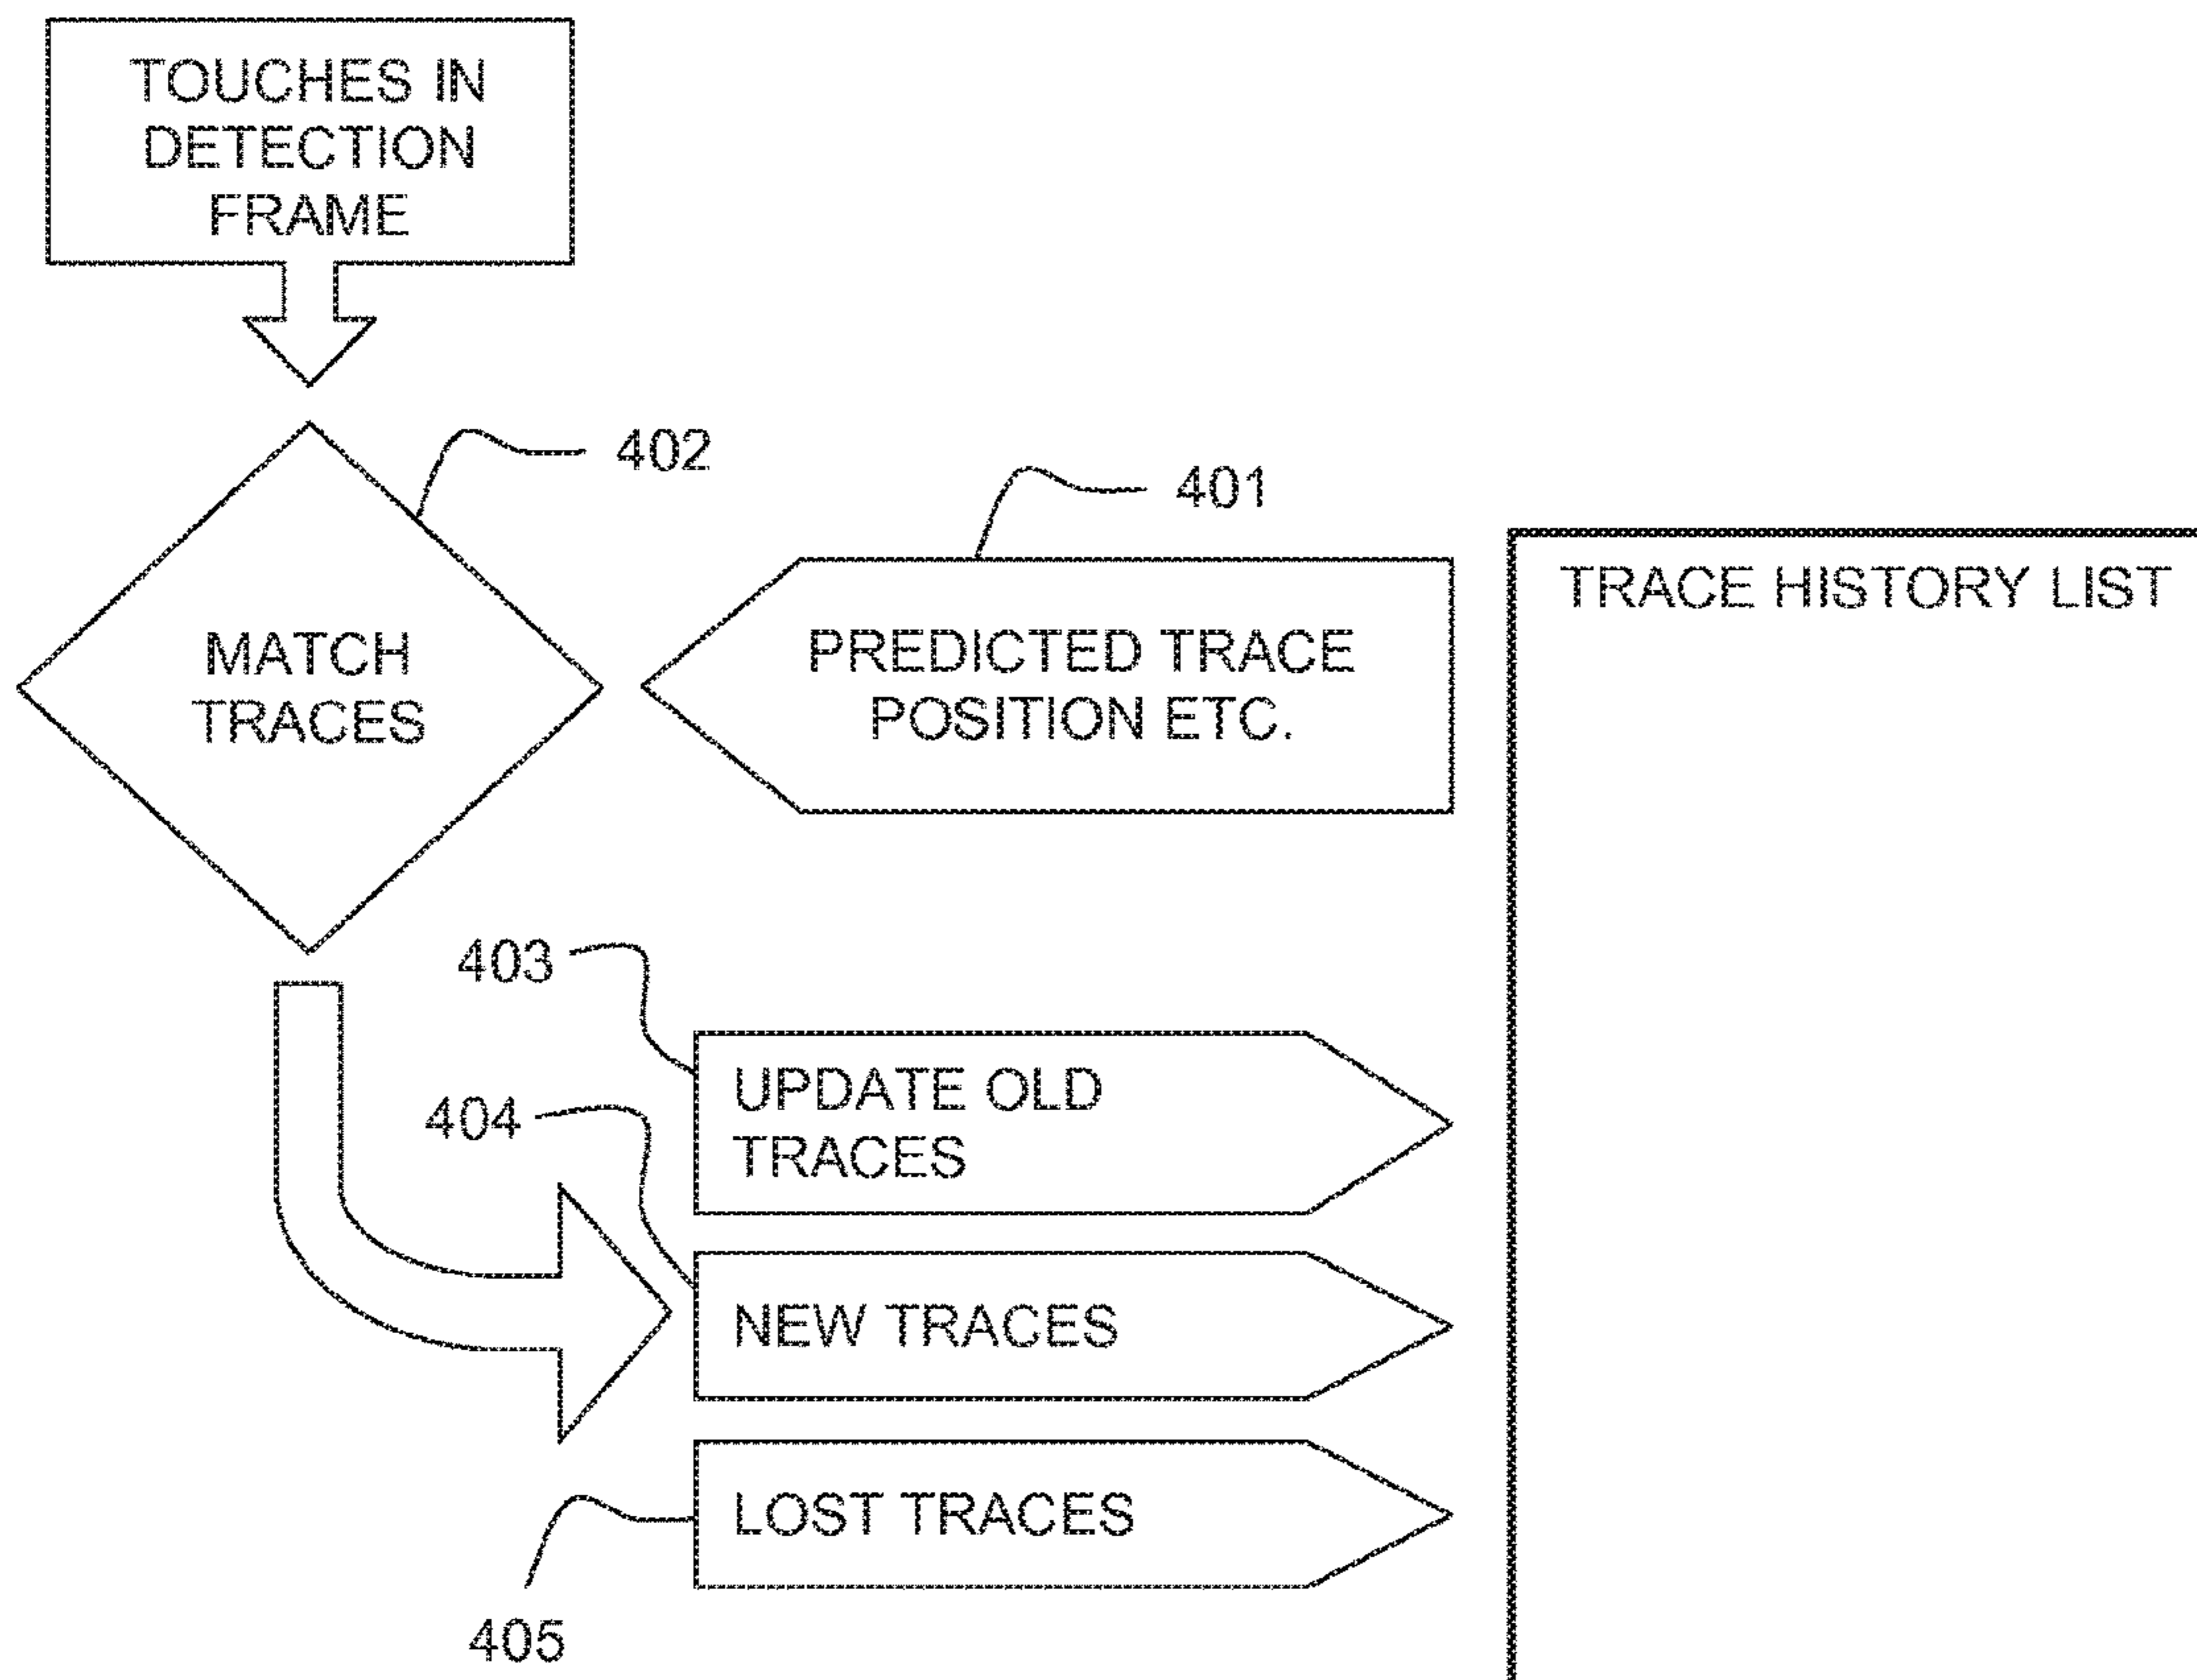 TOUCHES IN
DETECTION
FRAME
402
401
TRACE HISTORY LIST
MATCH
TRACES
PREDICTED TRACE
POSITION ETC.
403
UPDATE OLD
TRACES
404
NEW TRACES
LOST TRACES
405